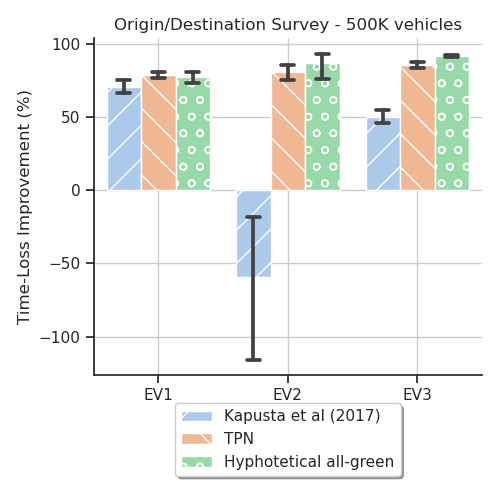 Origin/Destination Survey - 500K vehicles
Time-Loss Improvement (%)
100
50
0
−50
−100
EV1 EV2 EV3
Kapusta et al (2017)
TPN
Hyphotetical all-green